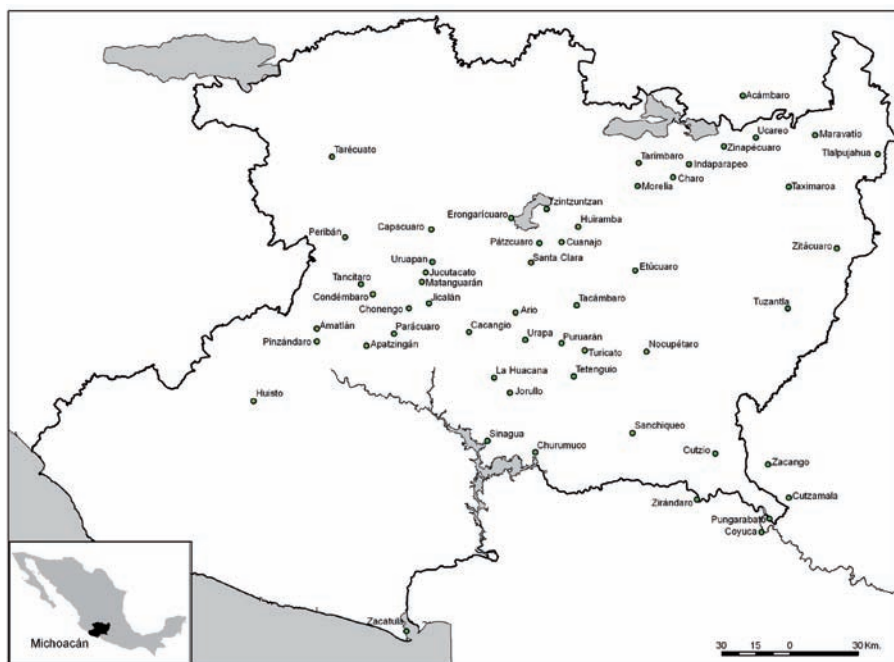 Acámbaro
Ucareo
Maravatío
Zinapécuaro
Tlalpujahua
Tarécuato
Tarímbaro
Indaparapeo
Charo
Morelia
Taximaroa
Tzintzuntzan
Erongarícuaro
Huiramba
Capacuaro
Peribán
Pátzcuaro
Cuanajo
Zitácuaro
Uruapan
Santa Clara
Jucutacato
Etúcuaro
Tancítaro
Matanguarán
Condémbaro
Jicalán
Tacámbaro
Tuzantla
Chonengo
Ario
Amatlán
Parácuaro
Cacangio
Pinzándaro
Apatzingán
Urapa
Puruarán
Nocupétaro
Turicato
La Huacana
Tetenguio
Jorullo
Huisto
Sanchiqueo
Sinagua
Churumuco
Cutzio
Zacango
Zirándaro
Cutzamala
Pungarabato
Coyuca
Michoacán
Zacatula
30 15 0 30 Km.